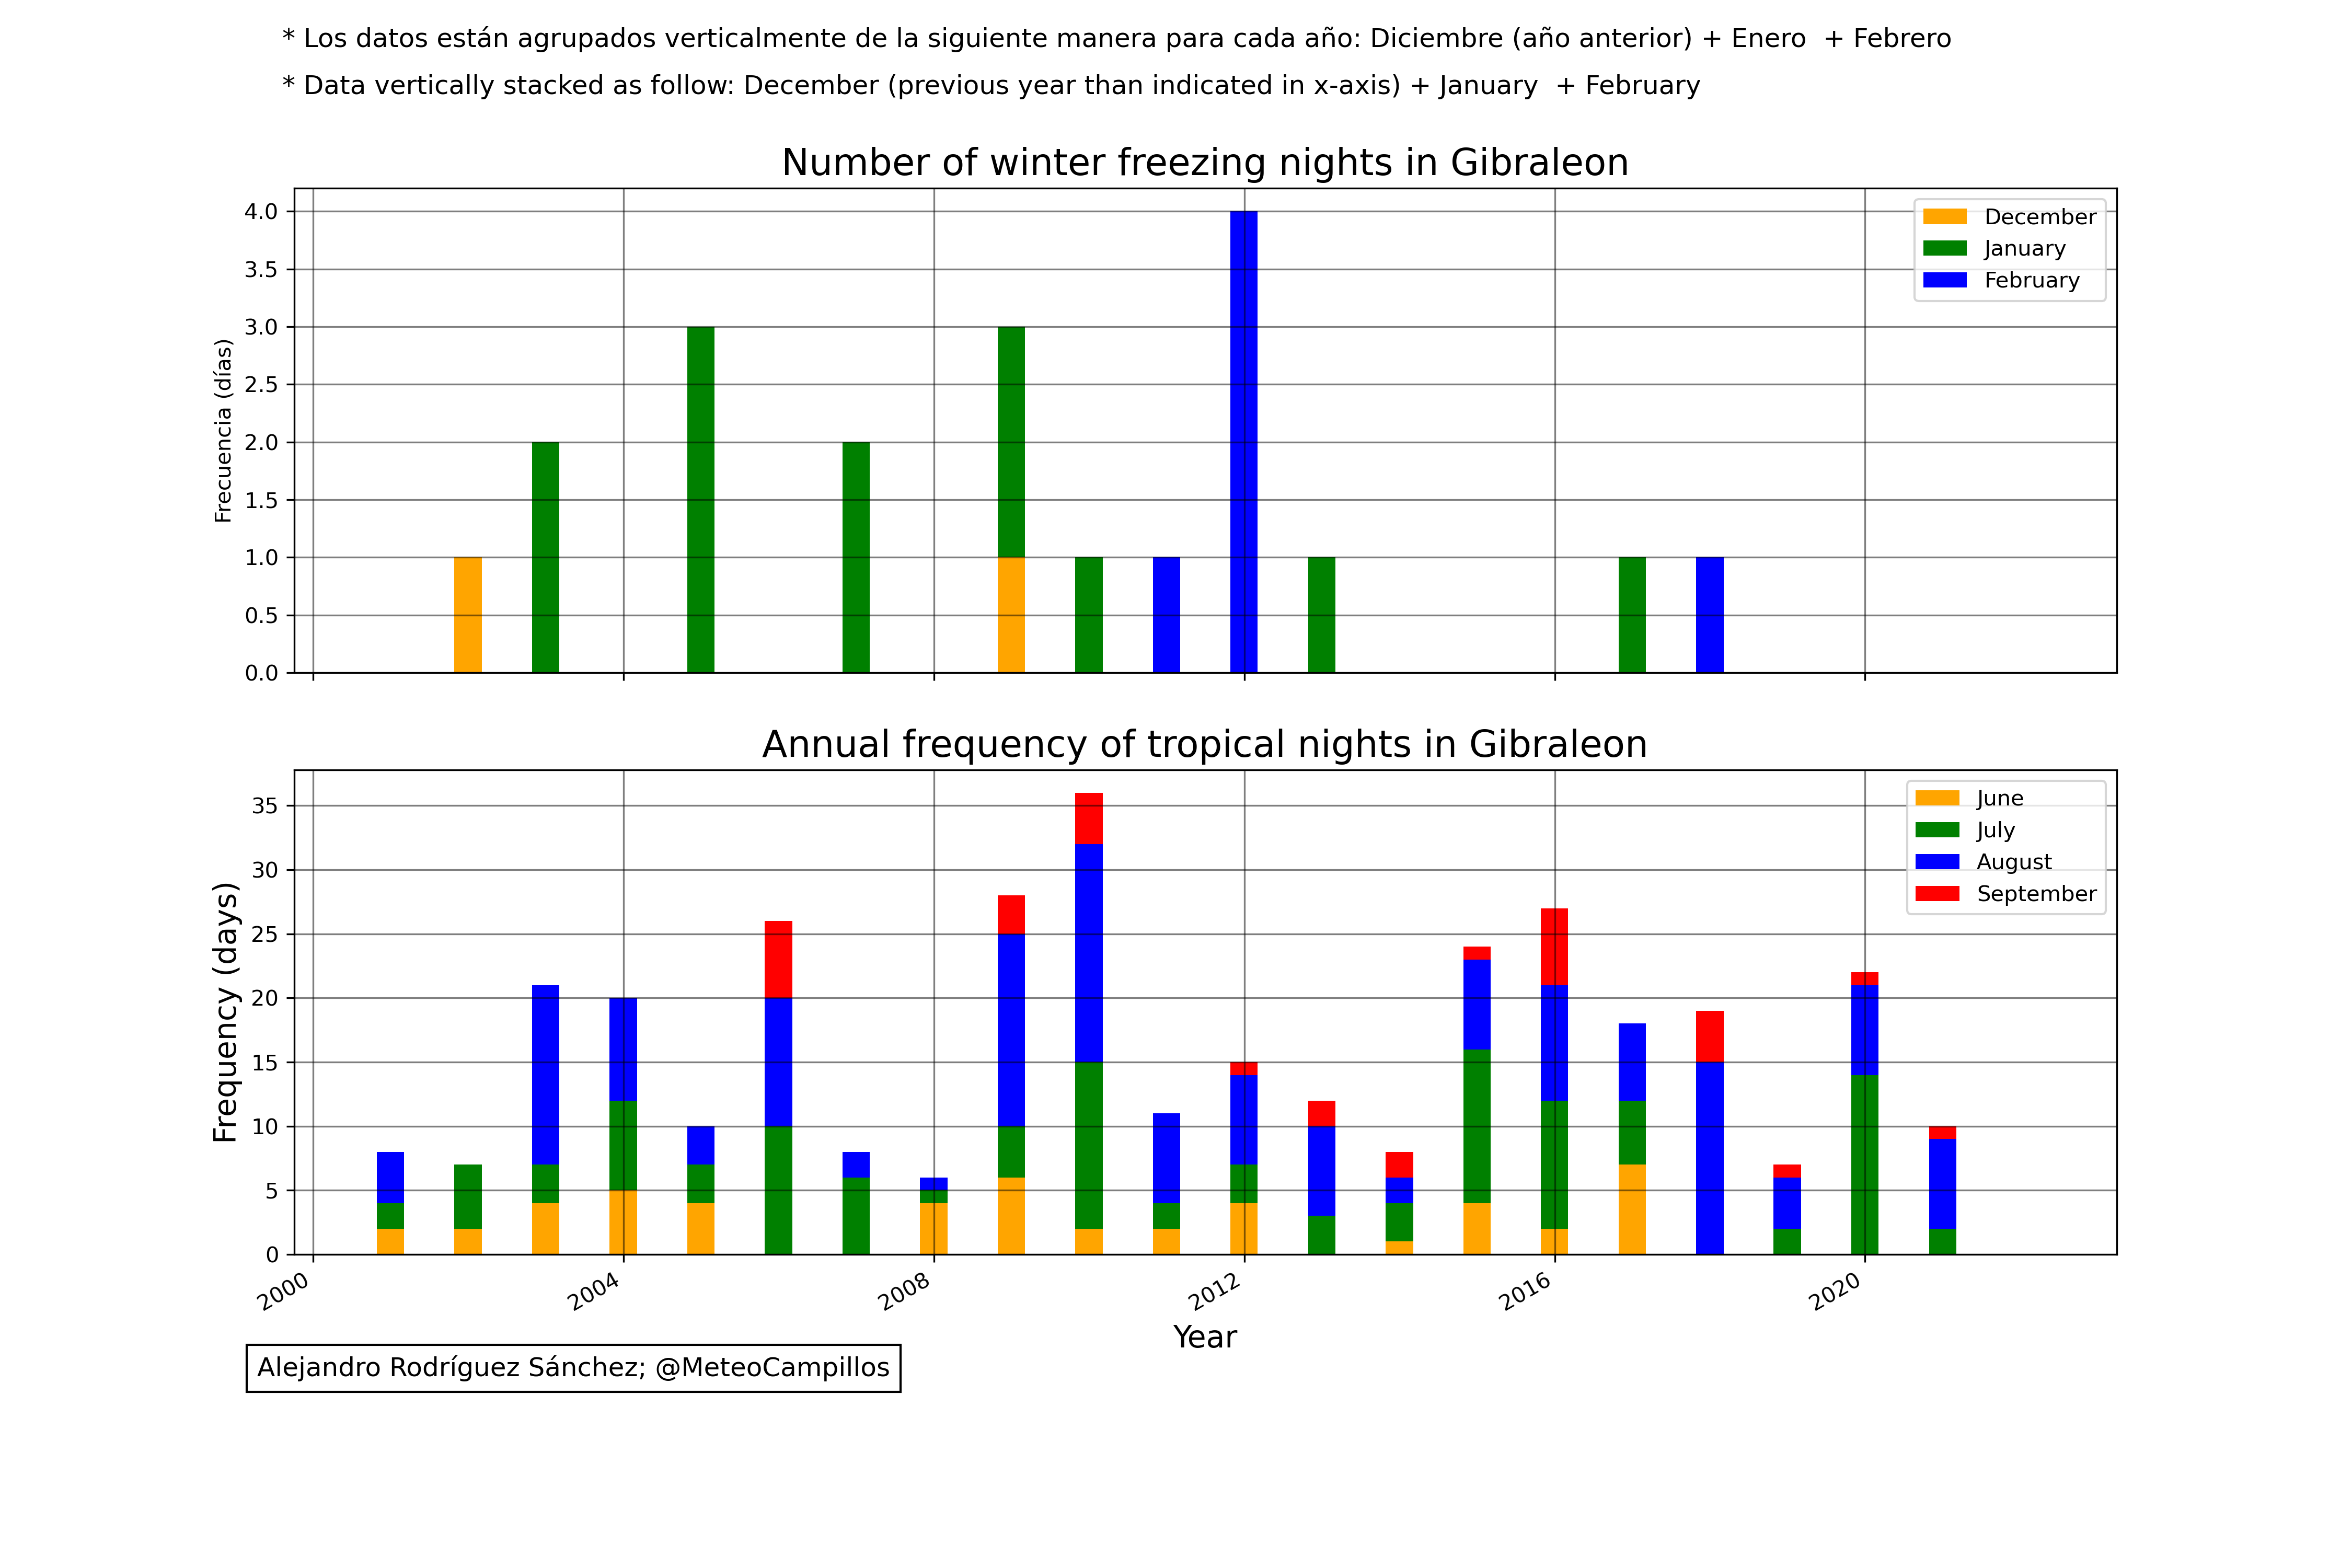 * Los datos están agrupados verticalmente de la siguiente manera para cada año: Diciembre (año anterior) + Enero  + Febrero
* Data vertically stacked as follow: December (previous year than indicated in x-axis) + January  + February
Number of winter freezing nights in Gibraleon
4.0
3.5
3.0
2.5
2.0
1.5
1.0
0.5
0.0
Frecuencia (días)
December
January
February
Annual frequency of tropical nights in Gibraleon
35
30
25
20
15
10
5
0
Frequency (days)
June
July
August
September
2000
2004
2008
2012
2016
2020
Year
Alejandro Rodríguez Sánchez; @MeteoCampillos